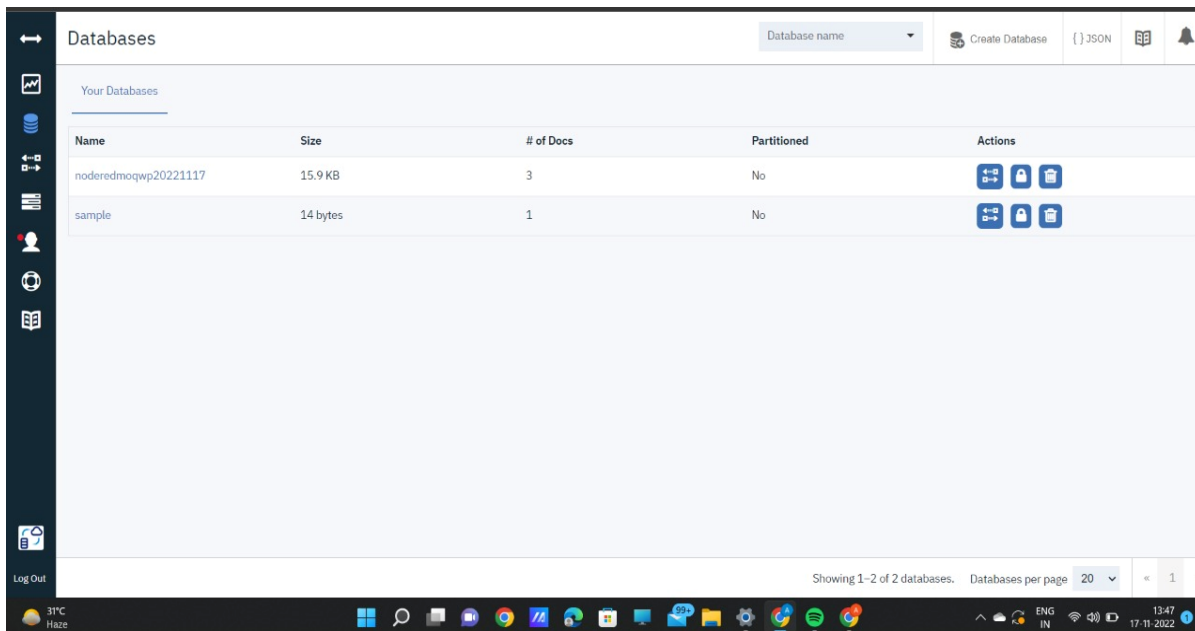 Databases
Database name
Create Database
{ } JSON
Your Databases
Name Size # of Docs Partitioned Actions
noderedmoqwp20221117 15.9 KB 3 No
sample 14 bytes 1 No
Log Out
Showing 1–2 of 2 databases. Databases per page 20 « 1
31°C
Haze
99+
ENG
IN
13:47
17-11-2022
1